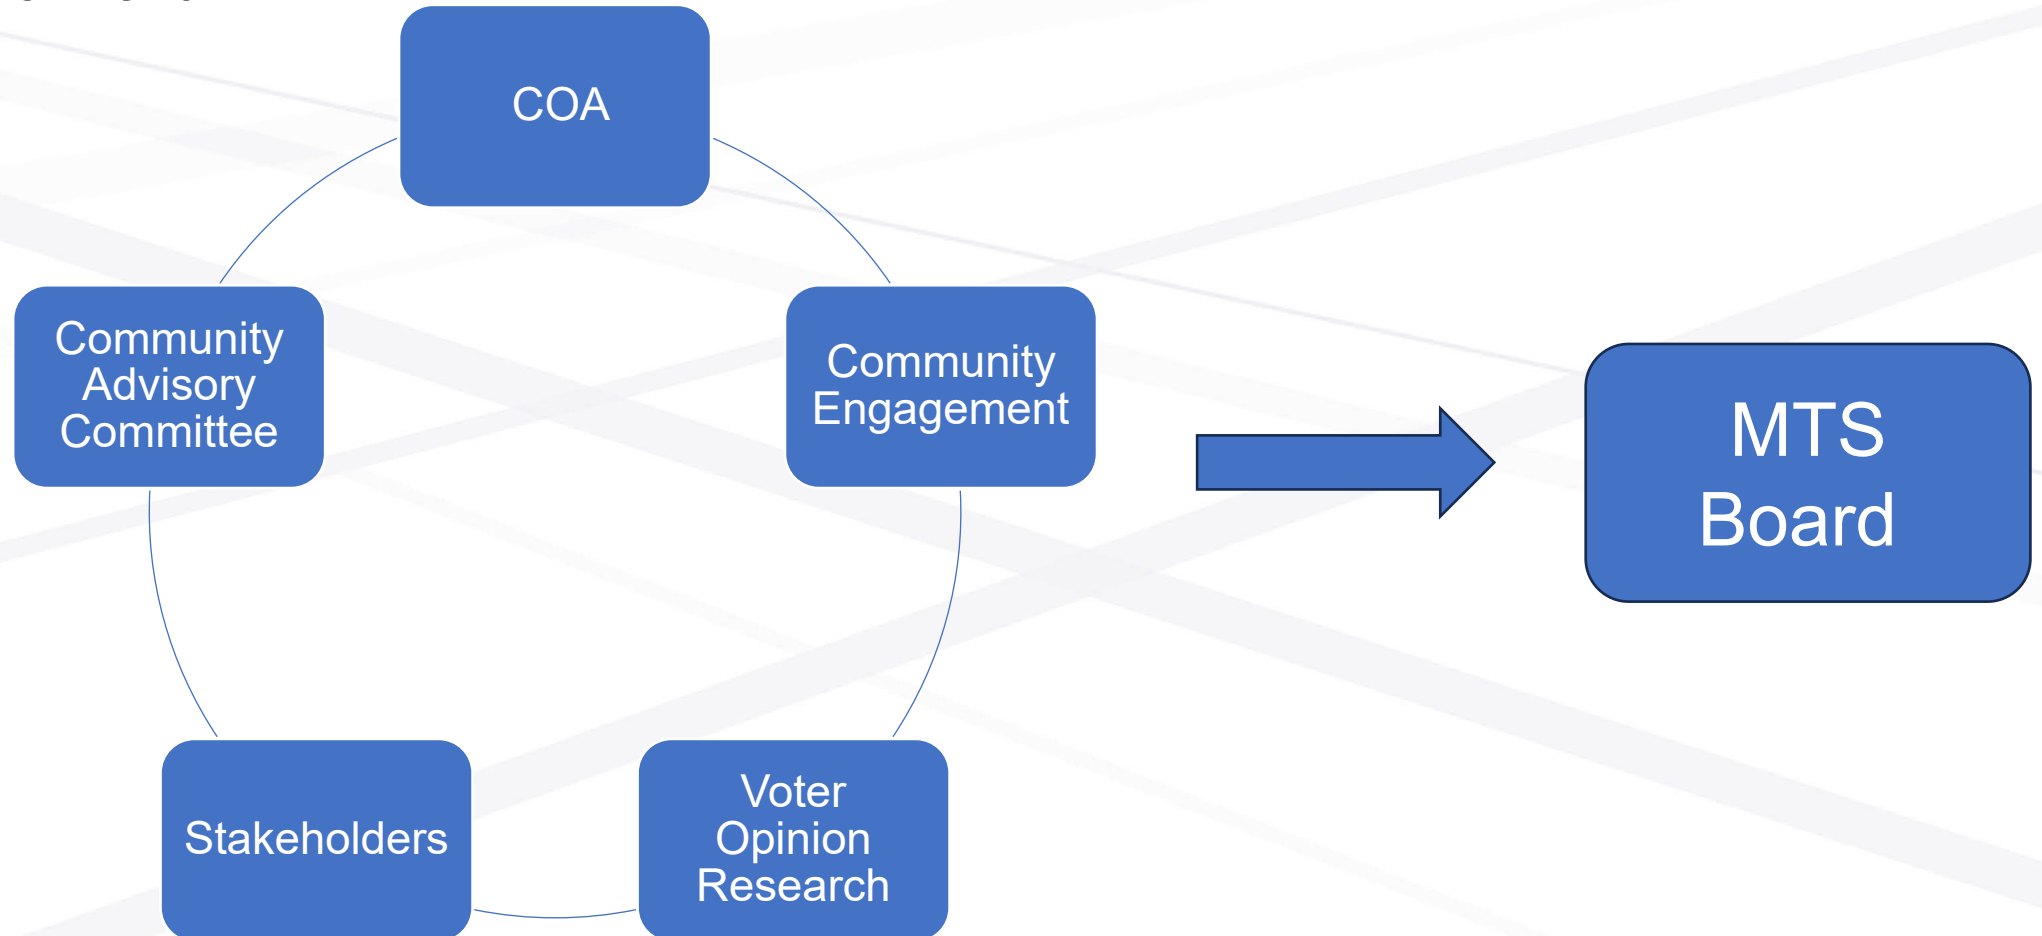 COA
Community
Advisory
Committee
Community
Engagement
MTS
Board
Stakeholders
Voter
Opinion
Research